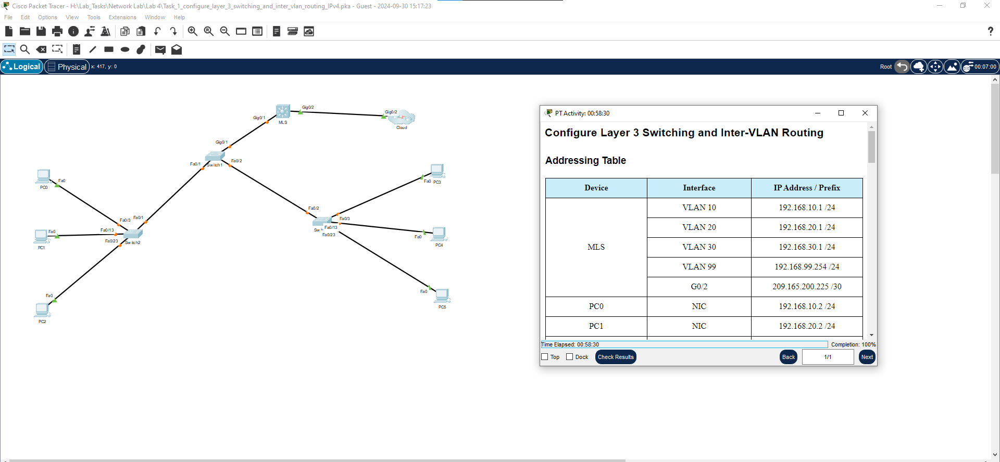 Cisco Packet Tracer - H:\Lab_Tasks\Network Lab\Lab 4\Task_1_configure_layer_3_switching_and_inter_vlan_routing_IPv4.pka - Guest - 2024-09-30 15:17:23
File Edit Options View Tools Extensions Window Help
Logical Physical x: 417, y: 0 Root 00:07:00
Gig0/2
Gig0/1
MLS
Gig0/2
Cloud
Gig0/1
Fa0/1
Switch1
Fa0/2
Fa0
PC0
Fa0
PC3
Fa0/2
Fa0/3
Fa0/13
Fa0/23
Fa0/3
Fa0/1
Fa0/13
Fa0/23
Switch2
Fa0
PC1
Fa0
PC4
Fa0
PC2
Fa0
PC5
PT Activity: 00:58:30
Configure Layer 3 Switching and Inter-VLAN Routing
Addressing Table
Device Interface IP Address / Prefix
MLS
VLAN 10 192.168.10.1 /24
VLAN 20 192.168.20.1 /24
VLAN 30 192.168.30.1 /24
VLAN 99 192.168.99.254 /24
G0/2 209.165.200.225 /30
PC0 NIC 192.168.10.2 /24
PC1 NIC 192.168.20.2 /24
Time Elapsed: 00:58:30 Completion: 100%
Top Dock Check Results Back 1/1 Next